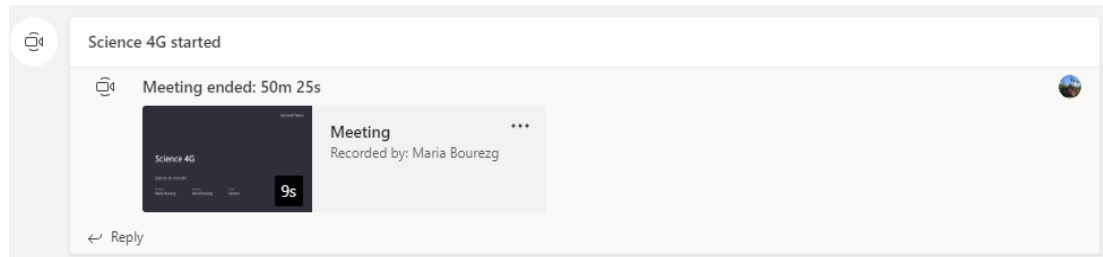 Science 4G started
Meeting ended: 50m 25s
Science 4G
9s
Meeting
Recorded by: Maria Bourezg
Reply